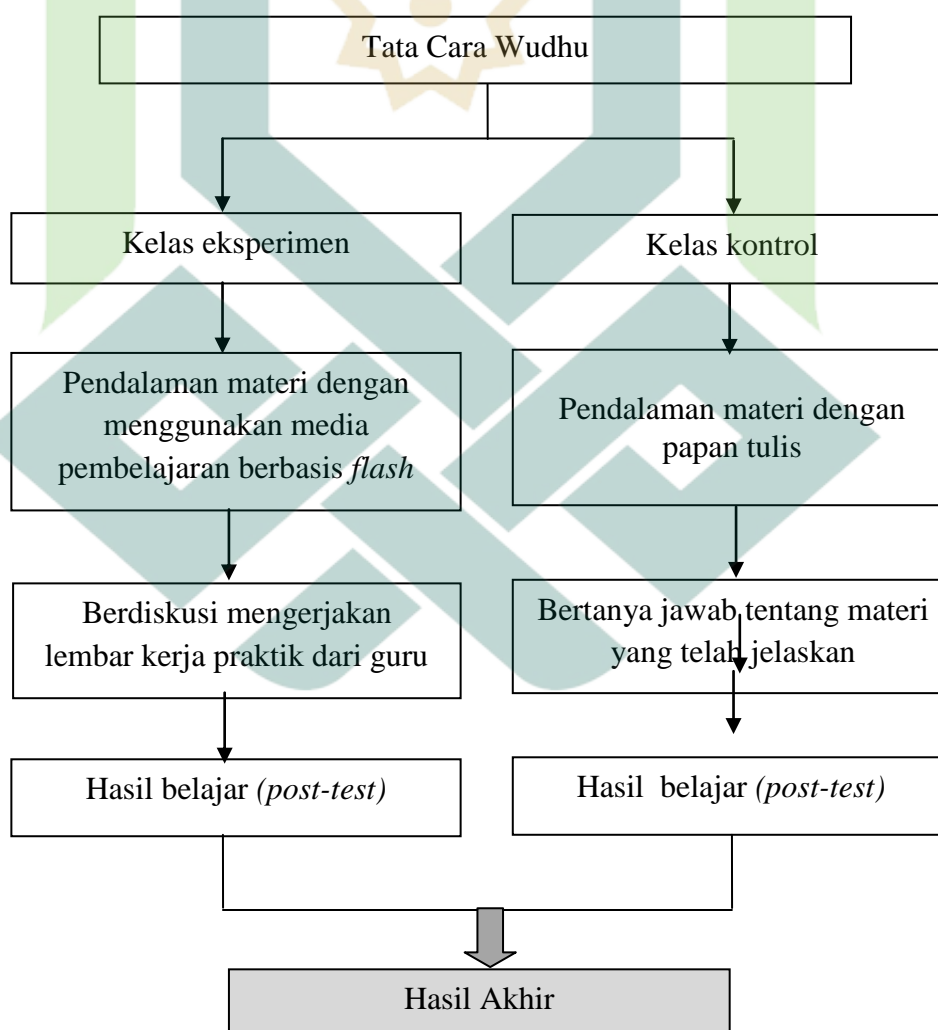 Tata Cara Wudhu
Kelas eksperimen
Kelas kontrol
Pendalaman materi dengan
menggunakan media
pembelajaran berbasis flash
Pendalaman materi dengan
papan tulis
Berdiskusi mengerjakan
lembar kerja praktik dari guru
Bertanya jawab tentang materi
yang telah jelaskan
Hasil belajar (post-test)
Hasil belajar (post-test)
Hasil Akhir